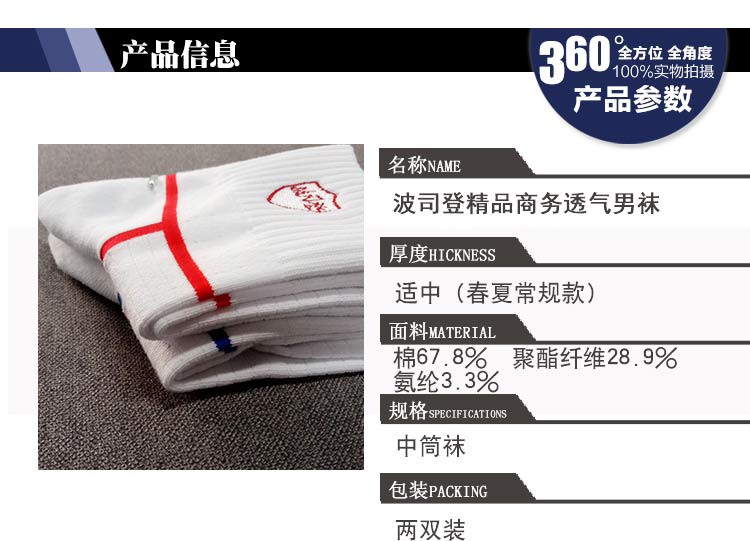 产品信息
360°全方位 全角度
100%实物拍摄
产品参数
名称NAME
波司登精品商务透气男袜
厚度HICKNESS
适中（春夏常规款）
面料MATERIAL
棉67.8% 聚酯纤维28.9%
氨纶3.3%
规格SPECIFICATIONS
中筒袜
包装PACKING
两双装